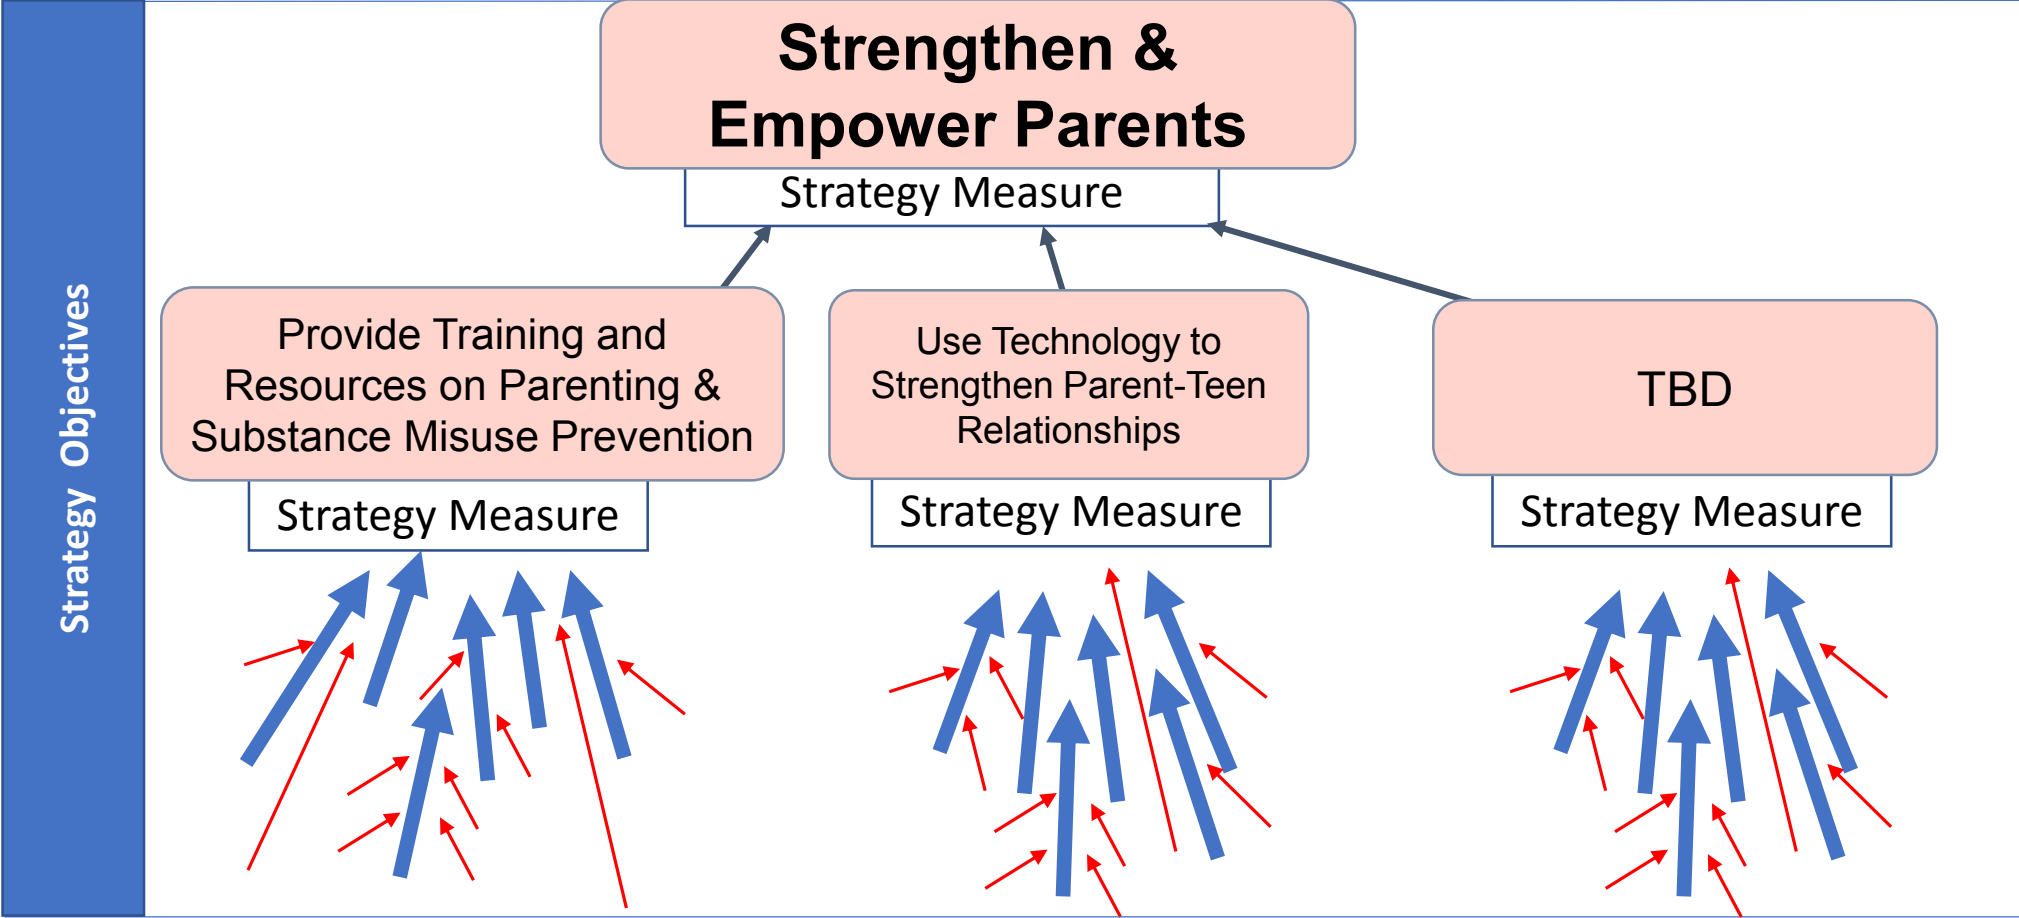 Strategy Objectives
Strengthen &
Empower Parents
Strategy Measure
Provide Training and
Resources on Parenting &
Substance Misuse Prevention
Strategy Measure
Use Technology to
Strengthen Parent-Teen
Relationships
Strategy Measure
TBD
Strategy Measure